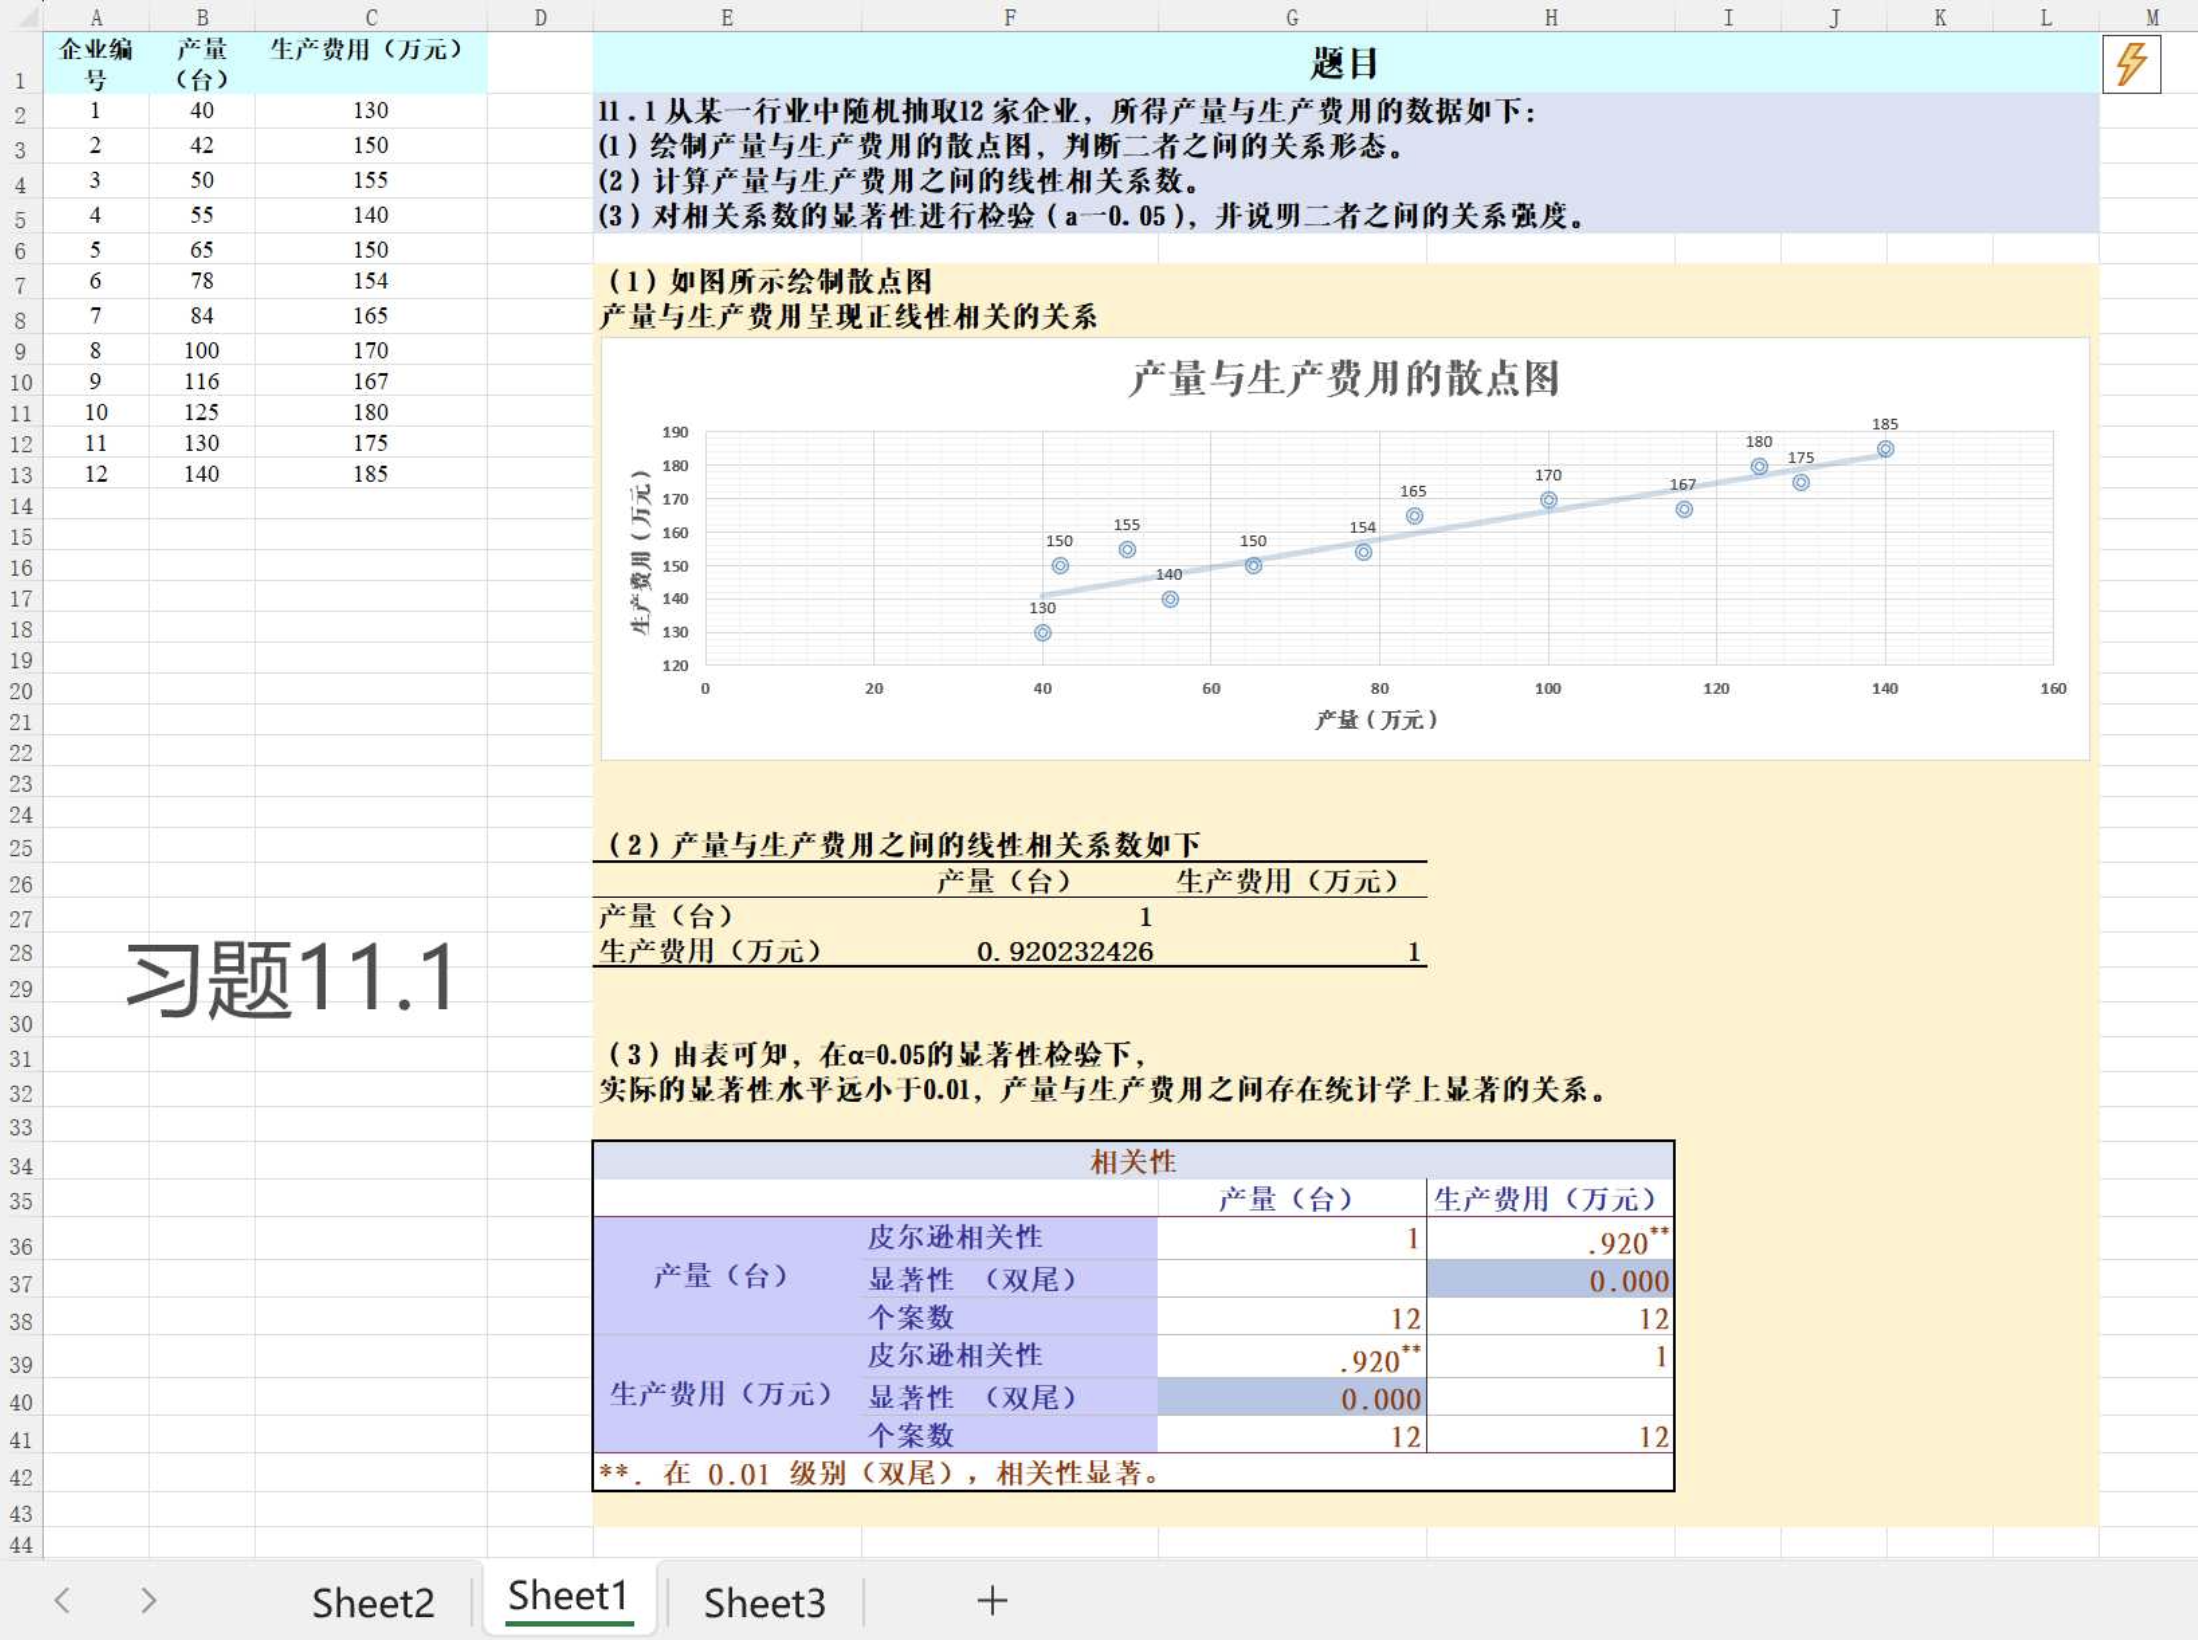 A B C D E F G H I J K L M
企业编号 产量（台） 生产费用（万元） 题目
1
2 1 40 130 11.1从某一行业中随机抽取12 家企业，所得产量与生产费用的数据如下：
3 2 42 150 (1) 绘制产量与生产费用的散点图，判断二者之间的关系形态。
4 3 50 155 (2) 计算产量与生产费用之间的线性相关系数。
5 4 55 140 (3) 对相关系数的显著性进行检验 ( a一0.05 )，并说明二者之间的关系强度。
6 5 65 150
7 6 78 154 （1）如图所示绘制散点图
8 7 84 165 产量与生产费用呈现正线性相关的关系
9 8 100 170
10 9 116 167
11 10 125 180
12 11 130 175
13 12 140 185
14
15
16
17
18
19
20
21
22
23
24
产量与生产费用的散点图
生产费用（万元）
190
180
170
160
150
140
130
120
130 150 155 140 150 154 165 170 167 180 175 185
0 20 40 60 80 100 120 140 160
产量（万元）
25 （2）产量与生产费用之间的线性相关系数如下
26 产量（台） 生产费用（万元）
27 产量（台） 1
28 生产费用（万元） 0.920232426 1
习题11.1
29
30
31 （3）由表可知，在α=0.05的显著性检验下，
32 实际的显著性水平远小于0.01，产量与生产费用之间存在统计学上显著的关系。
33
34 相关性
35 产量（台） 生产费用（万元）
36 产量（台） 皮尔逊相关性 1 .920**
37 显著性 （双尾） 0.000
38 个案数 12 12
39 生产费用（万元） 皮尔逊相关性 .920** 1
40 显著性 （双尾） 0.000
41 个案数 12 12
42 **. 在 0.01 级别（双尾），相关性显著。
43
44
Sheet2 Sheet1 Sheet3 +